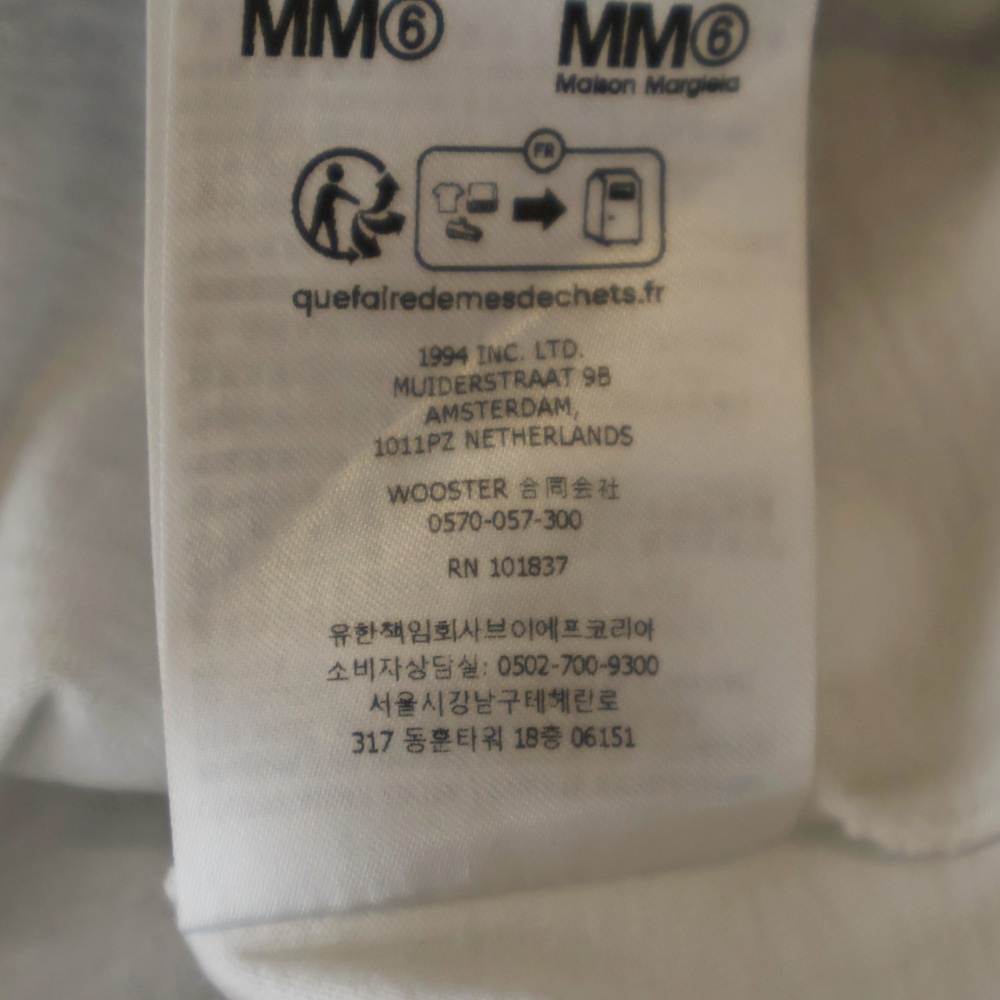 MM⑥
MM⑥
Maison Margiela
FR
quefairedemesdechets.fr
1994 INC. LTD.
MUIDERSTRAAT 9B
AMSTERDAM,
1011PZ NETHERLANDS
WOOSTER 合同会社
0570-057-300
RN 101837
유한책임회사브이에프코리아
소비자상담실: 0502-700-9300
서울시강남구테헤란로
317 동훈타워 18층 06151